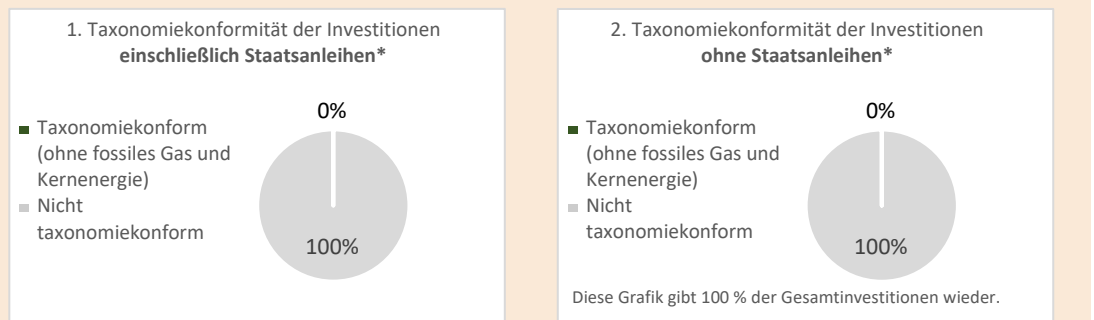 1. Taxonomiekonformität der Investitionen
einschließlich Staatsanleihen*
0%
Taxonomiekonform
(ohne fossiles Gas und
Kernenergie)
Nicht
taxonomiekonform
100%
2. Taxonomiekonformität der Investitionen
ohne Staatsanleihen*
0%
Taxonomiekonform
(ohne fossiles Gas und
Kernenergie)
Nicht
taxonomiekonform
100%
Diese Grafik gibt 100 % der Gesamtinvestitionen wieder.